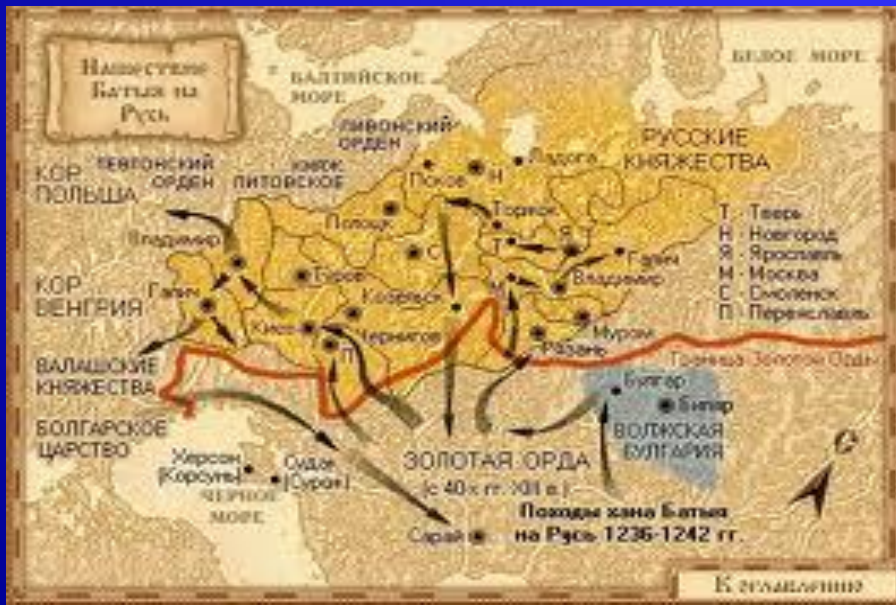 Нашествие
Батыя на
Русь
БАЛТИЙСКОЕ
МОРЕ
БЕЛОЕ МОРЕ
ЛИВОНСКИЙ
ОРДЕН
ТЕВТОНСКИЙ
ОРДЕН
КНЯЖ
ЛИТОВСКОЕ
РУССКИЕ
КНЯЖЕСТВА
КОР.
ПОЛЬША
КОР
ВЕНГРИЯ
Псков
Н
Ладога
Торжок
Полоцк
Т
Я
Галич
Владимир
С
М
Владимир
Туров
Козельск
Галич
Киев
Чернигов
П
Муром
Рязань
Т - Тверь
Н - Новгород
Я - Ярославль
М - Москва
С - Смоленск
П - Переяславль
Граница Золотой Орды
ВАЛАШСКИЕ
КНЯЖЕСТВА
БОЛГАРСКОЕ
ЦАРСТВО
Булгар
Биляр
ВОЛЖСКАЯ
БУЛГАРИЯ
Херсон
(Корсунь)
Судак
(Сурож)
ЧЕРНОЕ
МОРЕ
ЗОЛОТАЯ ОРДА
Сарай
Походы хана Батыя
на Русь 1236-1242 гг.
С
К оглавлению